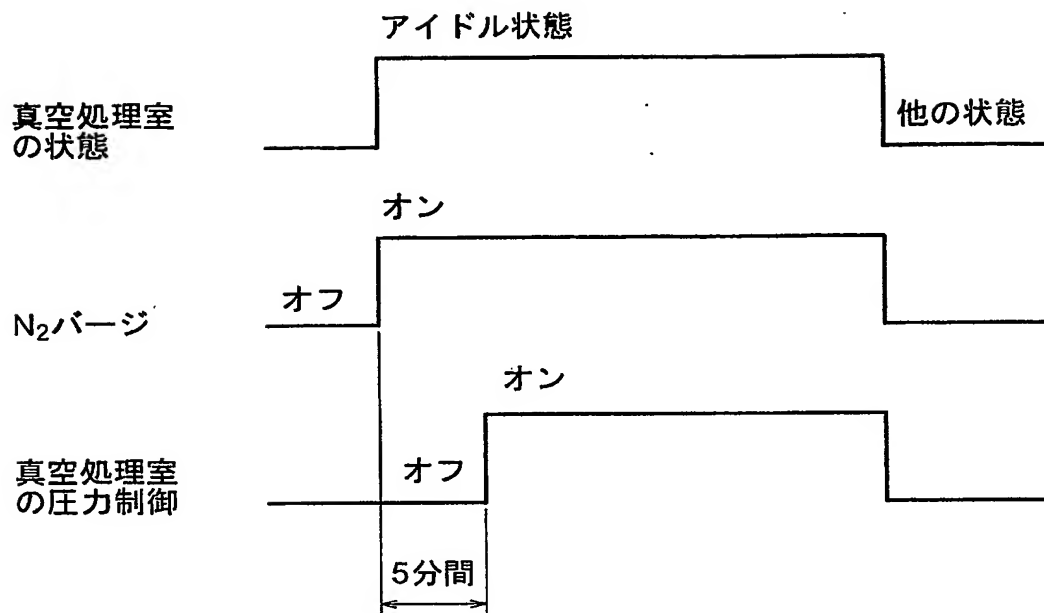 アイドル状態
真空処理室
の状態
他の状態
オン
オフ
N₂バージ
オン
真空処理室
の圧力制御
オフ
5分間